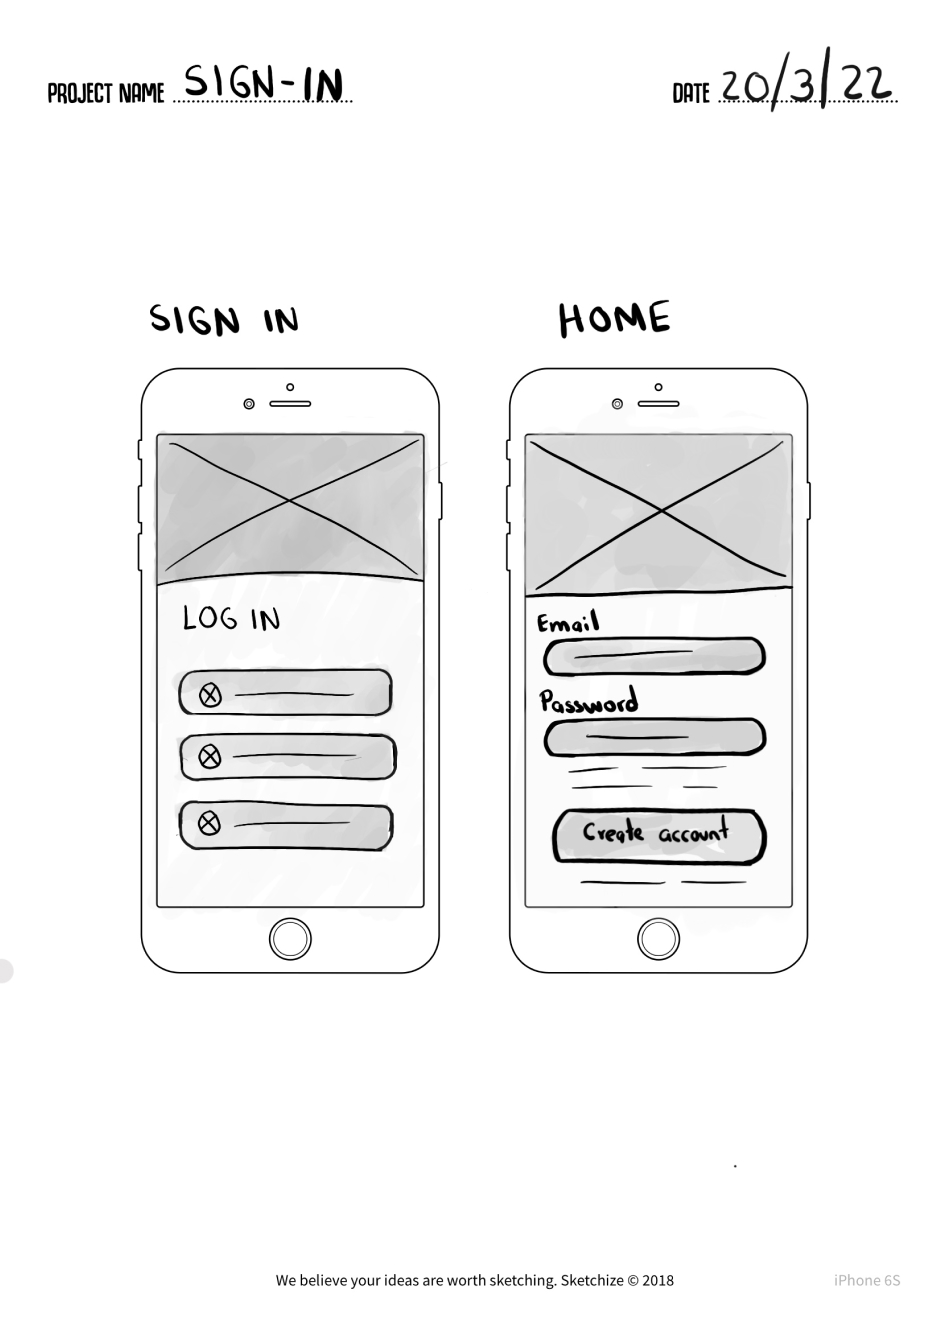 PROJECT NAME SIGN-IN
DATE 20/3/22
SIGN IN
HOME
LOG IN
Email
Password
Create account
We believe your ideas are worth sketching. Sketchize © 2018
iPhone 6S